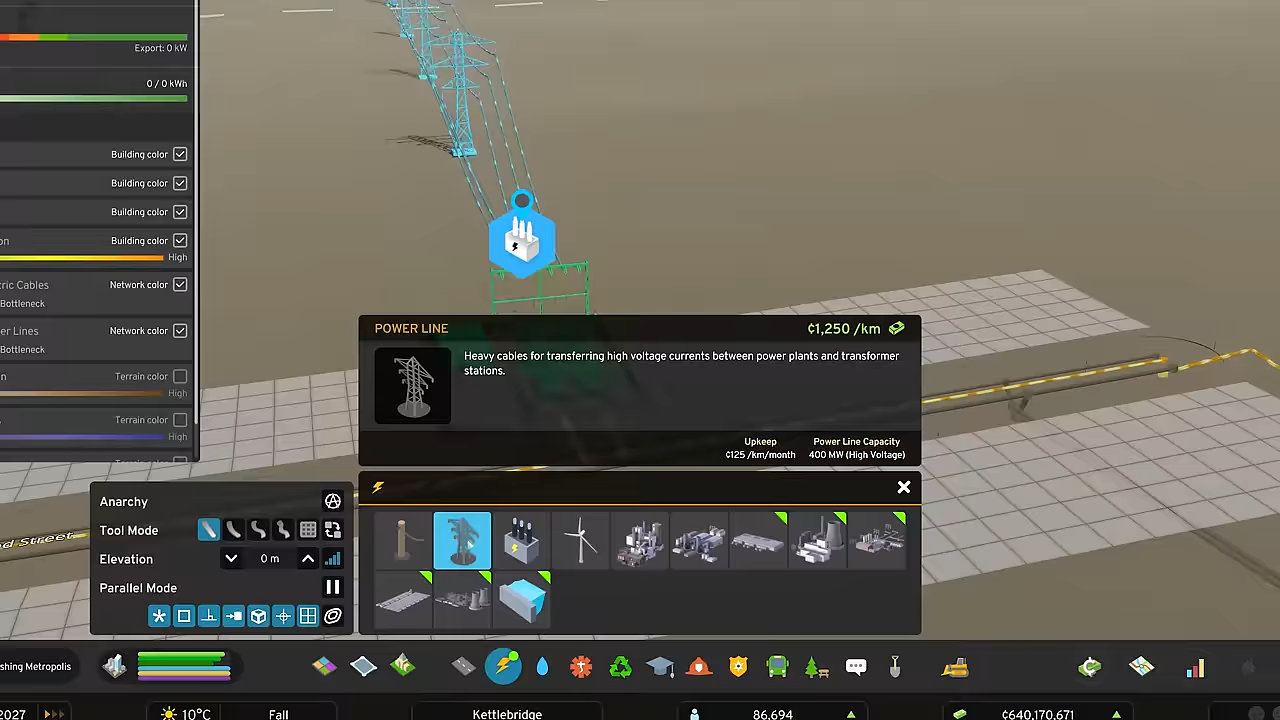 Export: 0 kW
0 / 0 kWh
Building color
Building color
Building color
on Building color
High
ric Cables Network color
Bottleneck
er Lines Network color
Bottleneck
n Terrain color
High
Terrain color
High
POWER LINE ₵1,250 /km
Heavy cables for transferring high voltage currents between power plants and transformer
stations.
Upkeep Power Line Capacity
₵125 /km/month 400 MW (High Voltage)
Anarchy
Tool Mode
Elevation 0 m
Parallel Mode
d Street
shing Metropolis
2027 10°C Fall Kettlebridge 86,694 ₵640,170,671